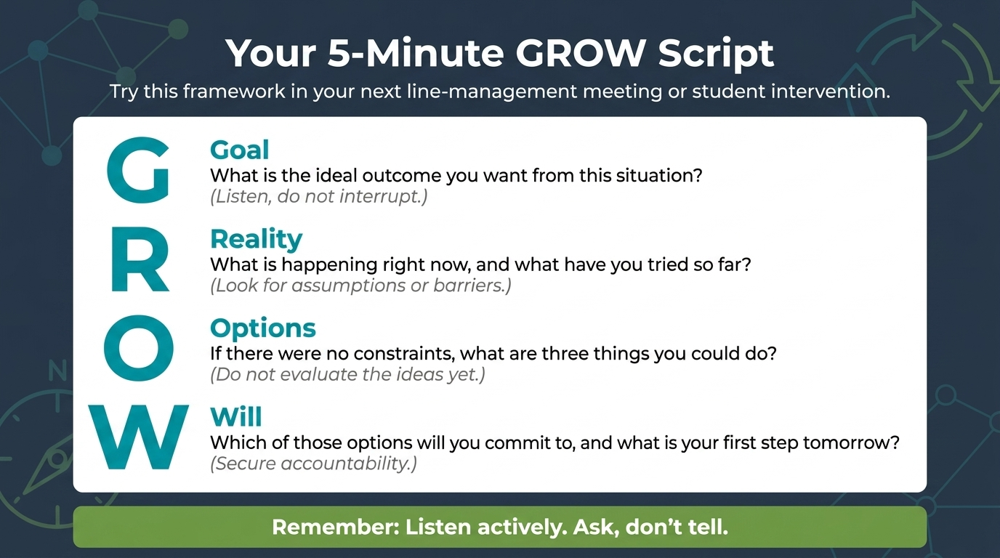 Your 5-Minute GROW Script
Try this framework in your next line-management meeting or student intervention.
G
Goal
What is the ideal outcome you want from this situation?
(Listen, do not interrupt.)
R
Reality
What is happening right now, and what have you tried so far?
(Look for assumptions or barriers.)
O
Options
If there were no constraints, what are three things you could do?
(Do not evaluate the ideas yet.)
N
W
Will
Which of those options will you commit to, and what is your first step tomorrow?
(Secure accountability.)
Remember: Listen actively. Ask, don’t tell.